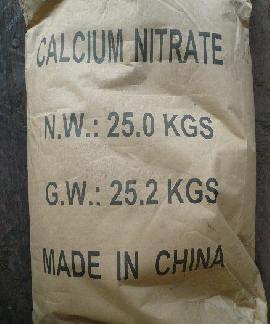 CALCIUM NITRATE
N.W.: 25.0 KGS
G.W.: 25.2 KGS
MADE IN CHINA